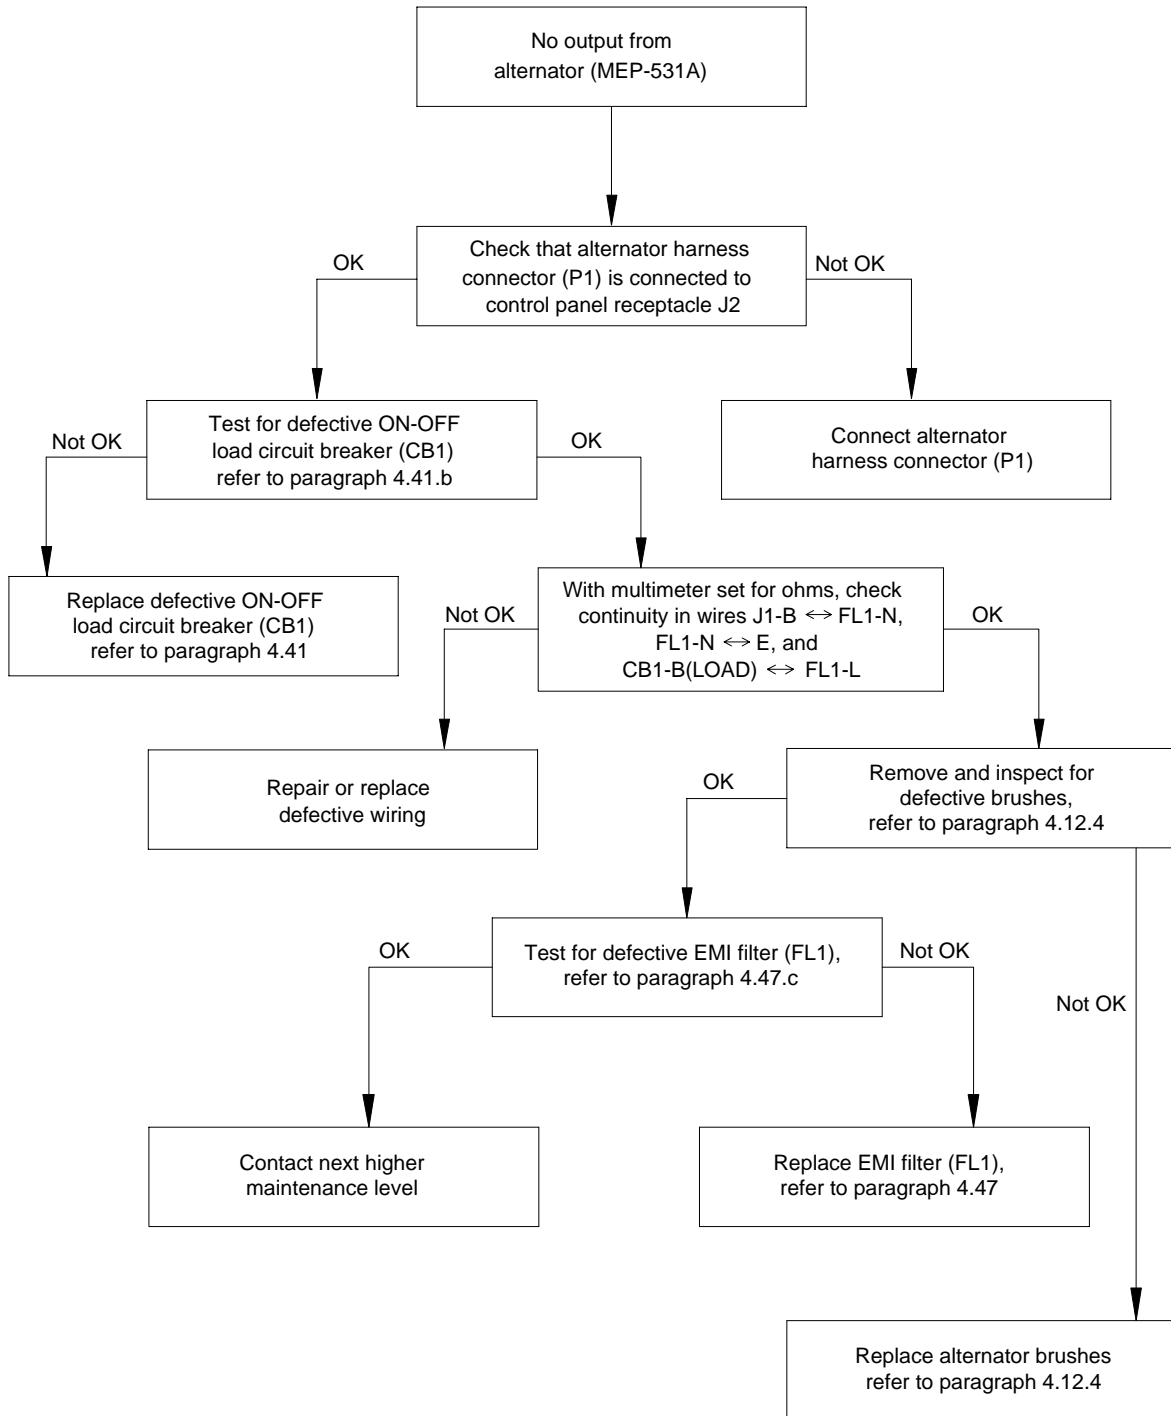 No output from
alternator (MEP-531A)
Check that alternator harness
connector (P1) is connected to
control panel receptacle J2
OK
Not OK
Test for defective ON-OFF
load circuit breaker (CB1)
refer to paragraph 4.41.b
Connect alternator
harness connector (P1)
Not OK
OK
Replace defective ON-OFF
load circuit breaker (CB1)
refer to paragraph 4.41
With multimeter set for ohms, check
continuity in wires J1-B ↔ FL1-N,
FL1-N ↔ E, and
CB1-B(LOAD) ↔ FL1-L
Not OK
OK
Repair or replace
defective wiring
Remove and inspect for
defective brushes,
refer to paragraph 4.12.4
OK
Not OK
Test for defective EMI filter (FL1),
refer to paragraph 4.47.c
OK
Not OK
Contact next higher
maintenance level
Replace EMI filter (FL1),
refer to paragraph 4.47
Replace alternator brushes
refer to paragraph 4.12.4